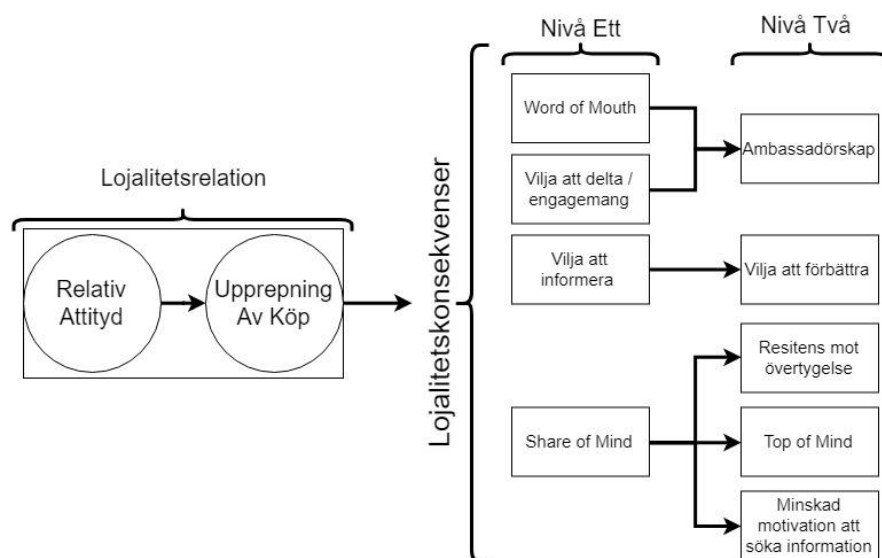 Nivå Ett
Nivå Två
Lojalitetsrelation
Relativ
Attityd
Upprepning
Av Köp
Lojalitetskonsekvenser
Word of Mouth
Vilja att delta /
engagemang
Ambassadörskap
Vilja att
informera
Vilja att förbättra
Share of Mind
Resitens mot
övertygelse
Top of Mind
Minskad
motivation att
söka information